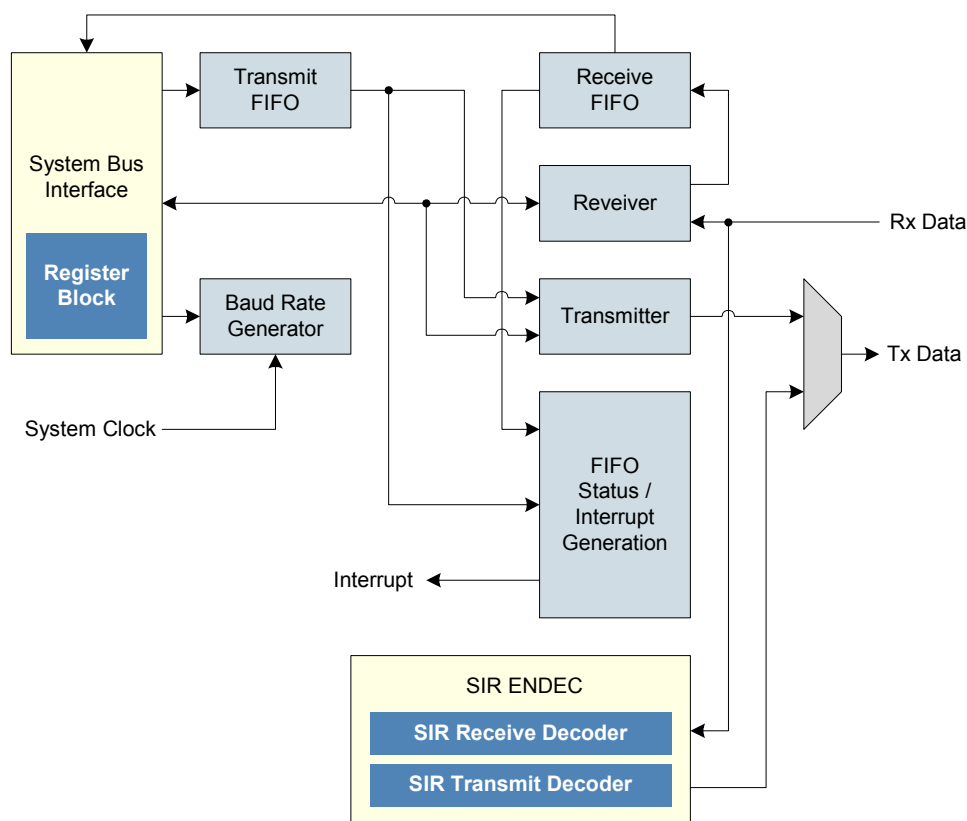 Transmit
FIFO
Receive
FIFO
System Bus
Interface
Reveiver
Rx Data
Register
Block
Baud Rate
Generator
Transmitter
Tx Data
System Clock
FIFO
Status /
Interrupt
Generation
Interrupt
SIR ENDEC
SIR Receive Decoder
SIR Transmit Decoder